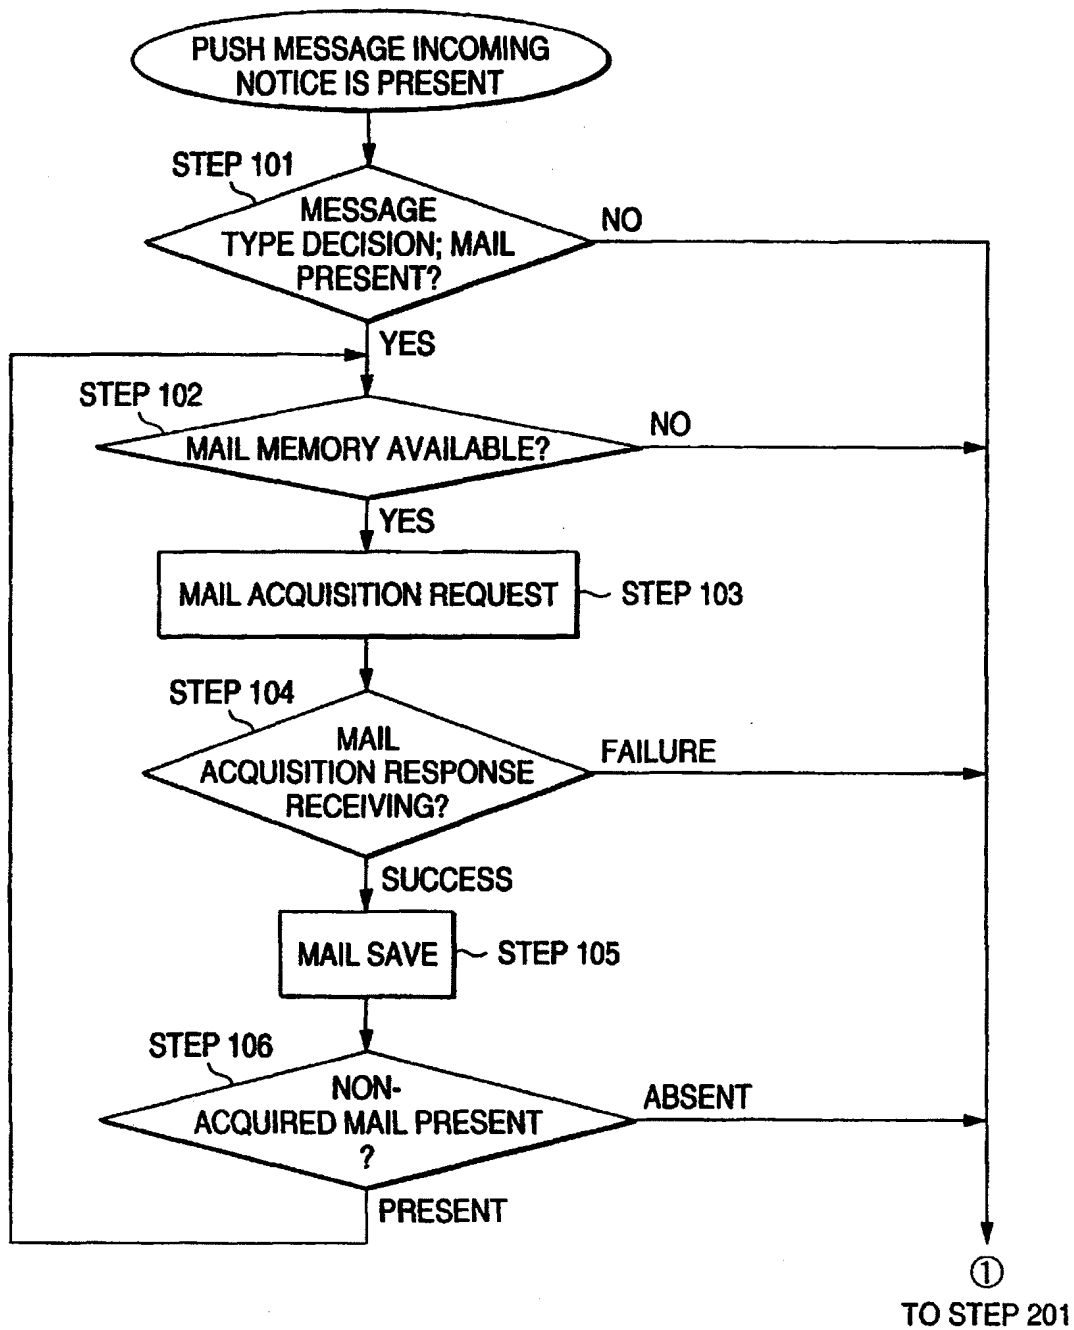 PUSH MESSAGE INCOMING
NOTICE IS PRESENT
STEP 101
MESSAGE
TYPE DECISION; MAIL
PRESENT?
NO
YES
STEP 102
MAIL MEMORY AVAILABLE?
NO
YES
MAIL ACQUISITION REQUEST
STEP 103
STEP 104
MAIL
ACQUISITION RESPONSE
RECEIVING?
FAILURE
SUCCESS
MAIL SAVE
STEP 105
STEP 106
NON-
ACQUIRED MAIL PRESENT
?
ABSENT
PRESENT
①
TO STEP 201